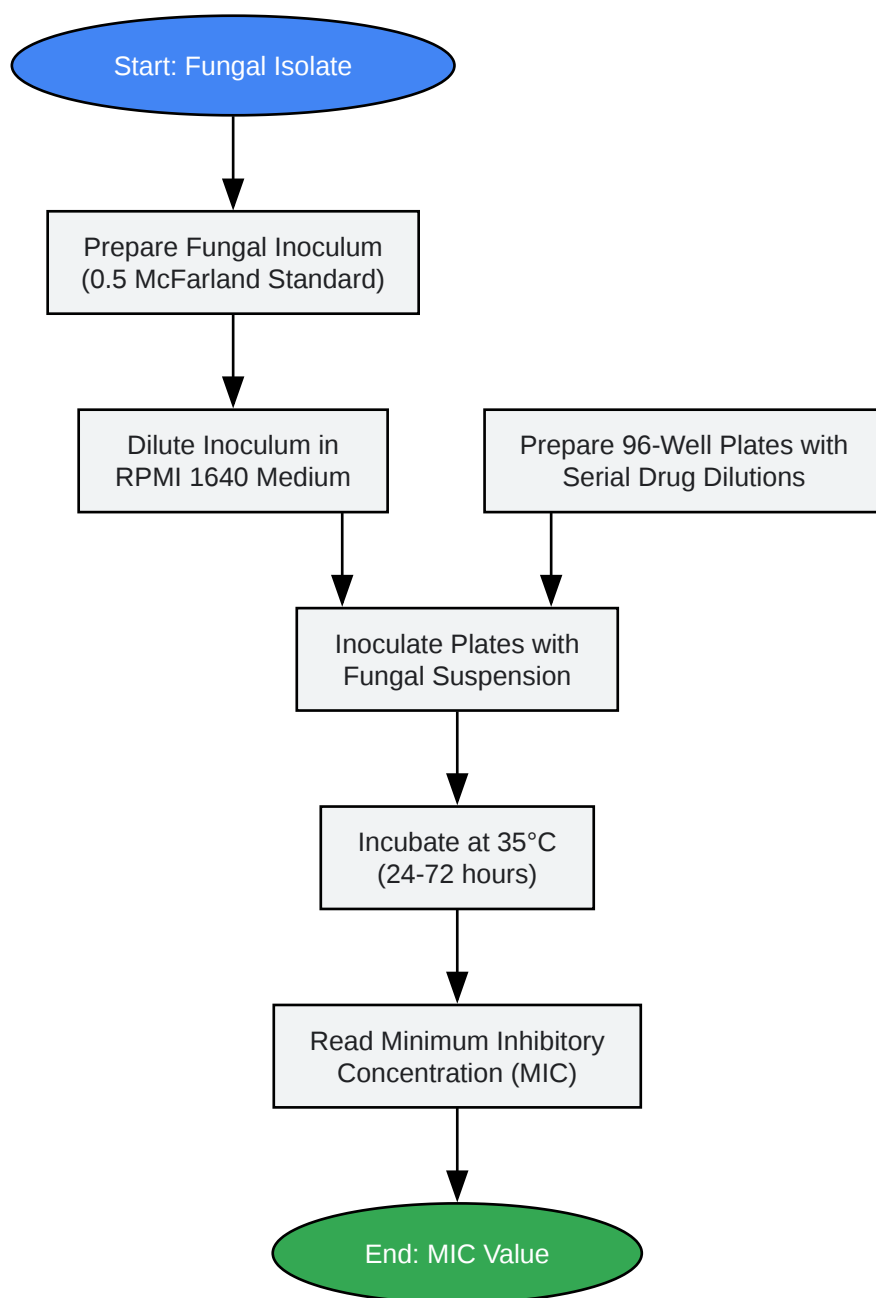 Start: Fungal Isolate
Prepare Fungal Inoculum
(0.5 McFarland Standard)
Dilute Inoculum in
RPMI 1640 Medium
Prepare 96-Well Plates with
Serial Drug Dilutions
Inoculate Plates with
Fungal Suspension
Incubate at 35°C
(24-72 hours)
Read Minimum Inhibitory
Concentration (MIC)
End: MIC Value